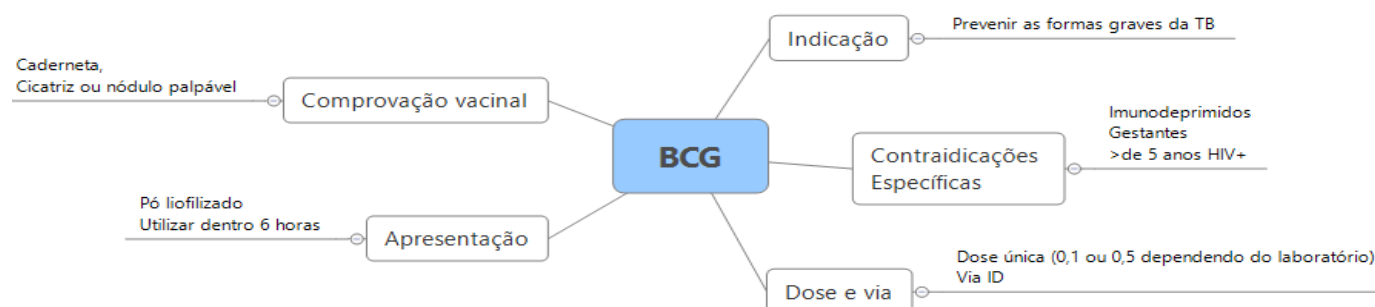 BCG
Indicação
Prevenir as formas graves da TB
Contraidicações
Específicas
Imunodeprimidos
Gestantes
>de 5 anos HIV+
Dose e via
Dose única (0,1 ou 0,5 dependendo do laboratório)
Via ID
Comprovação vacinal
Caderneta,
Cicatriz ou nódulo palpável
Apresentação
Pó liofilizado
Utilizar dentro 6 horas